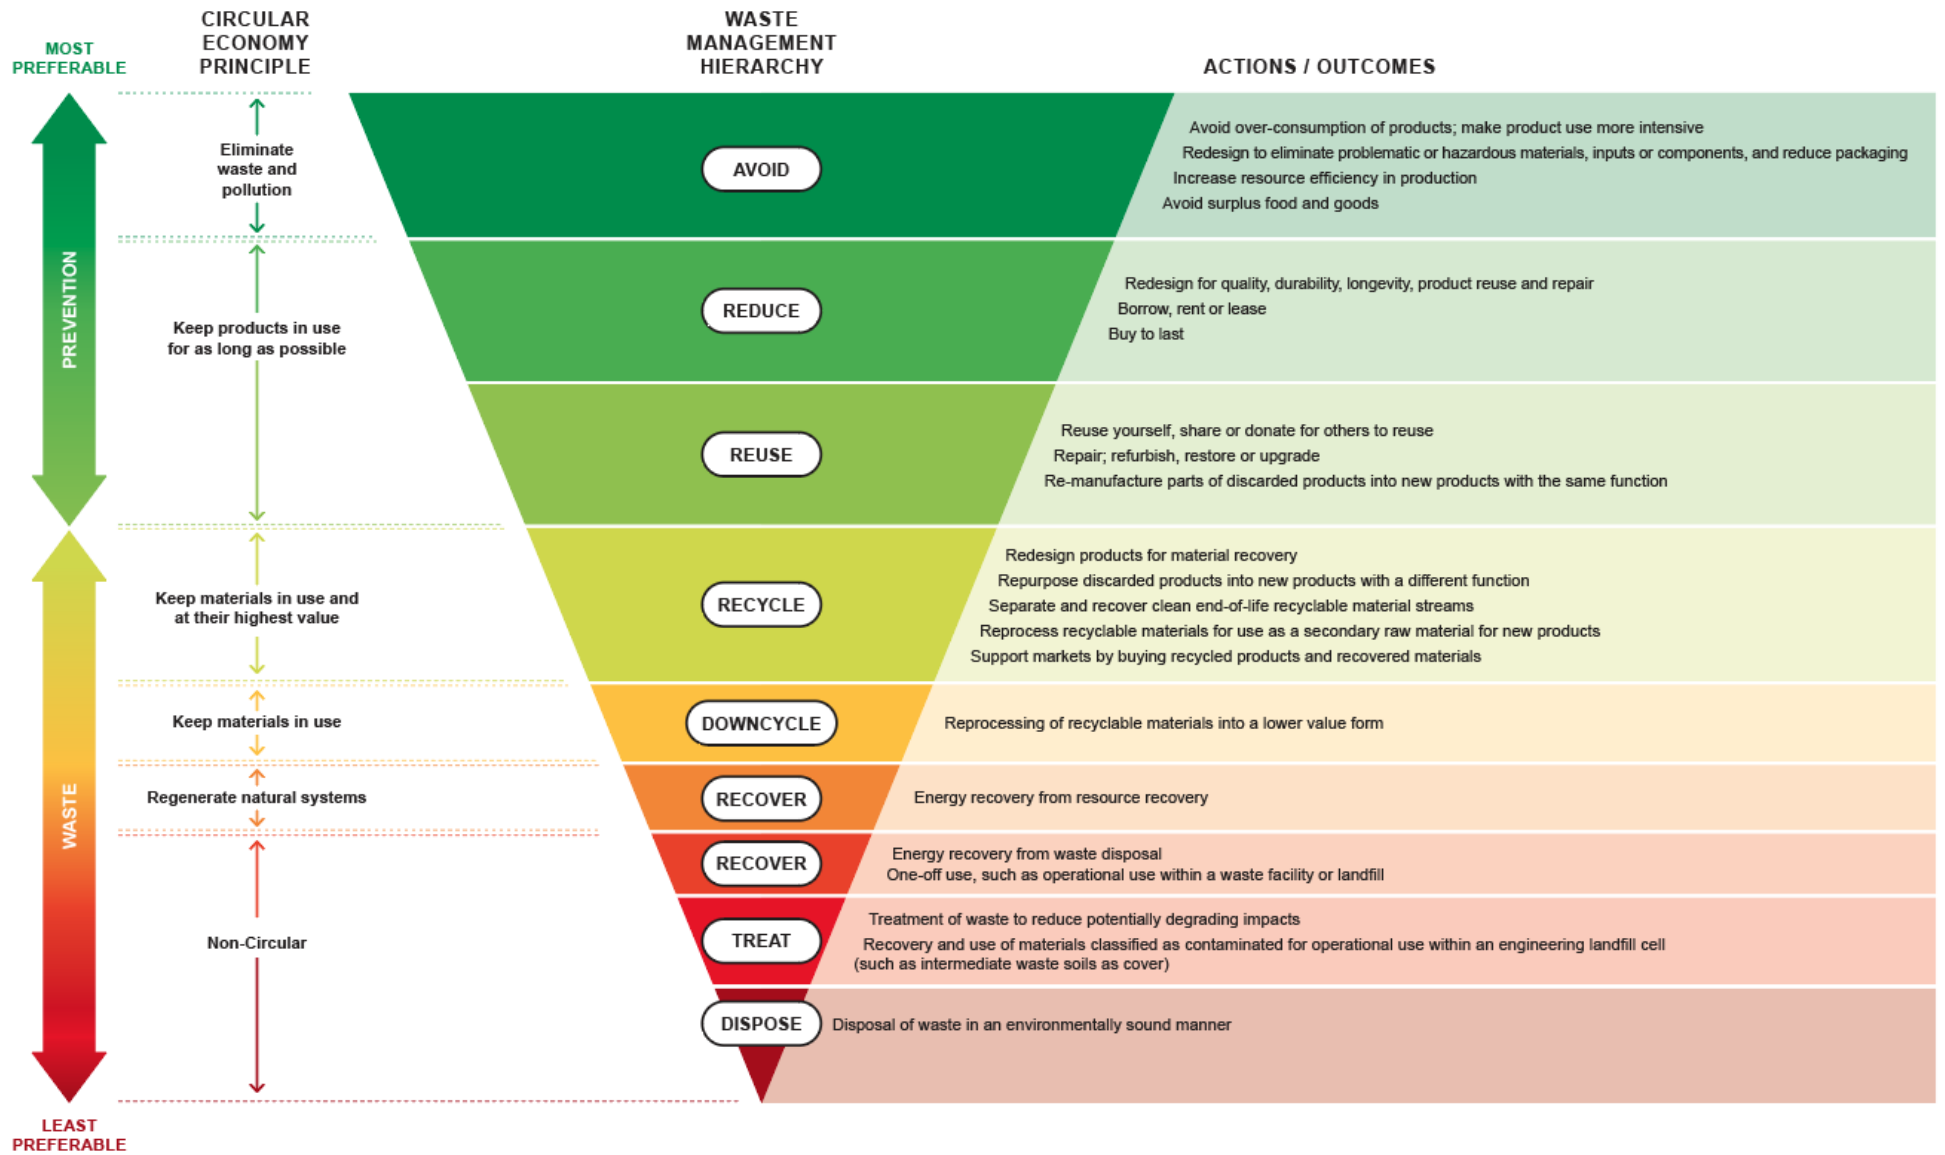 MOST
PREFERABLE
CIRCULAR
ECONOMY
PRINCIPLE
WASTE
MANAGEMENT
HIERARCHY
ACTIONS / OUTCOMES
PREVENTION
Eliminate
waste and
pollution
AVOID
Avoid over-consumption of products; make product use more intensive
Redesign to eliminate problematic or hazardous materials, inputs or components, and reduce packaging
Increase resource efficiency in production
Avoid surplus food and goods
Keep products in use
for as long as possible
REDUCE
Redesign for quality, durability, longevity, product reuse and repair
Borrow, rent or lease
Buy to last
REUSE
Reuse yourself, share or donate for others to reuse
Repair; refurbish, restore or upgrade
Re-manufacture parts of discarded products into new products with the same function
WASTE
Keep materials in use and
at their highest value
RECYCLE
Redesign products for material recovery
Repurpose discarded products into new products with a different function
Separate and recover clean end-of-life recyclable material streams
Reprocess recyclable materials for use as a secondary raw material for new products
Support markets by buying recycled products and recovered materials
Keep materials in use
DOWNCYCLE
Reprocessing of recyclable materials into a lower value form
Regenerate natural systems
RECOVER
Energy recovery from resource recovery
Non-Circular
RECOVER
Energy recovery from waste disposal
One-off use, such as operational use within a waste facility or landfill
TREAT
Treatment of waste to reduce potentially degrading impacts
Recovery and use of materials classified as contaminated for operational use within an engineering landfill cell
(such as intermediate waste soils as cover)
DISPOSE
Disposal of waste in an environmentally sound manner
LEAST
PREFERABLE